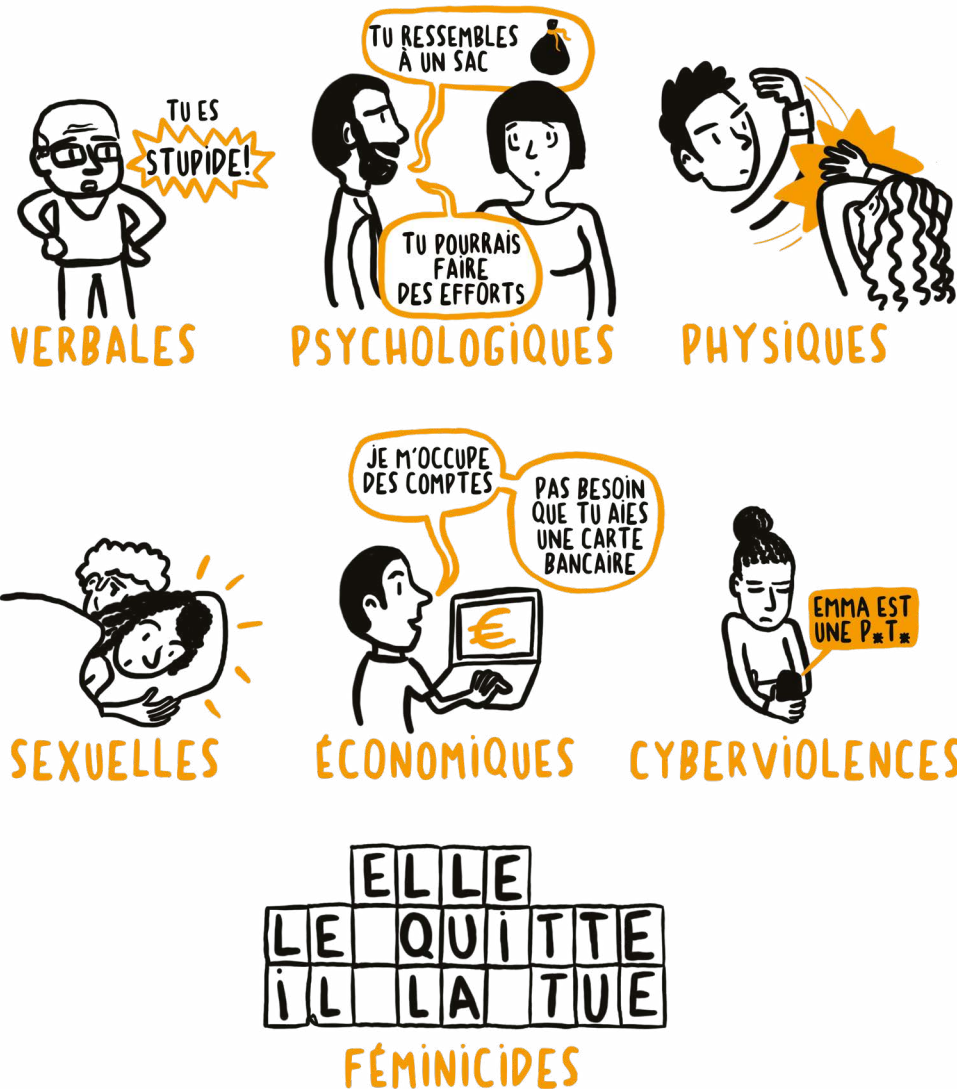 TU ES
STUPIDE!
VERBALES
TU RESSEMBLES
À UN SAC
TU POURRAIS
FAIRE
DES EFFORTS
PSYCHOLOGiQUES
PHYSiQUES
SEXUELLES
JE M'OCCUPE
DES COMPTES
PAS BESOiN
QUE TU AiES
UNE CARTE
BANCAiRE
€
ÉCONOMiQUES
EMMA EST
UNE P*T*
CYBERViOLENCES
ELLE
LE QUiTTE
iL LA TUE
FÉMiNiCiDES